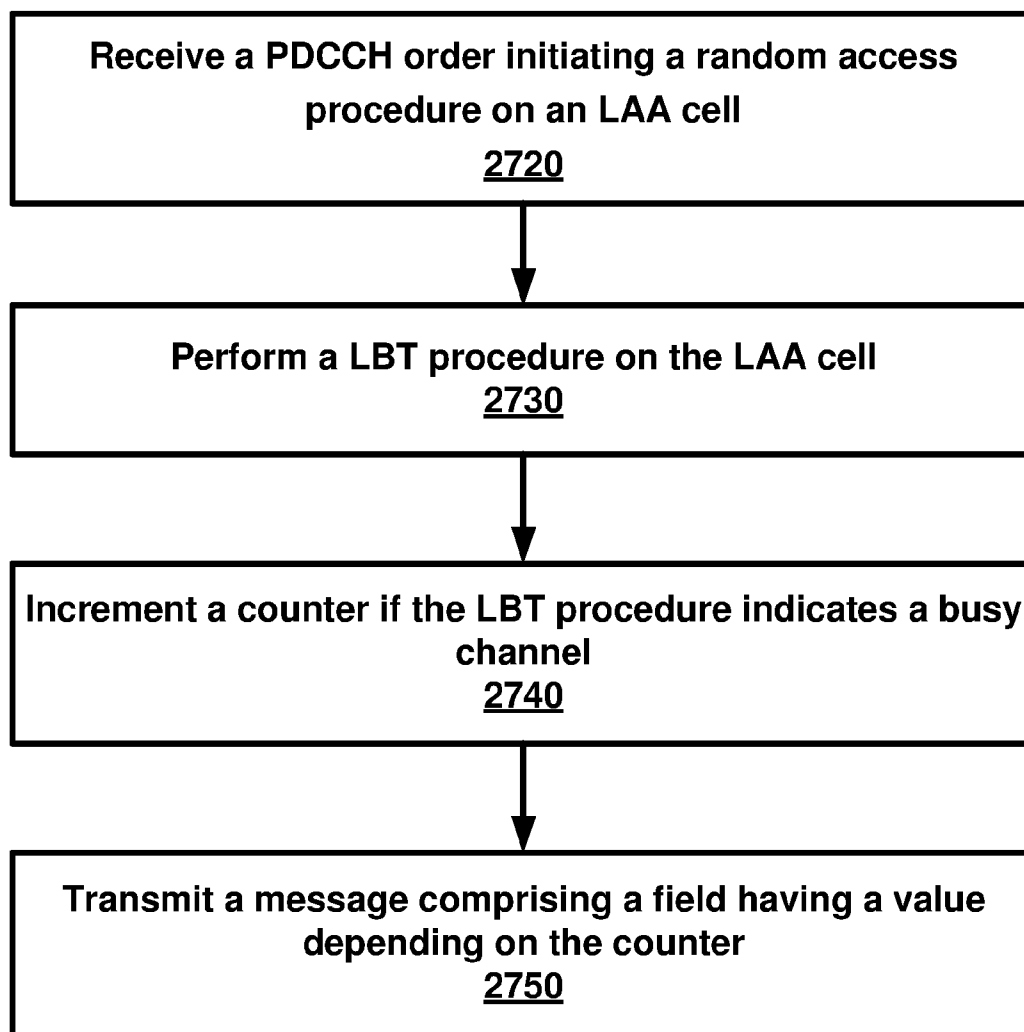 Receive a PDCCH order initiating a random access
procedure on an LAA cell
2720
Perform a LBT procedure on the LAA cell
2730
Increment a counter if the LBT procedure indicates a busy
channel
2740
Transmit a message comprising a field having a value
depending on the counter
2750